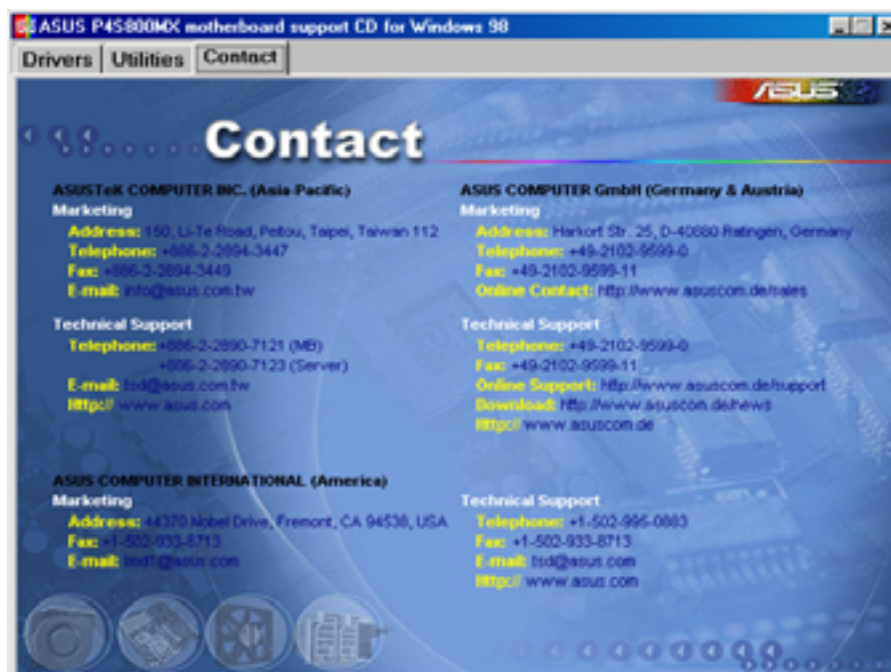 ASUS P4S800MX motherboard support CD for Windows 98
Drivers Utilities Contact
ASUS
Contact
ASUSTeK COMPUTER INC. (Asia-Pacific)
Marketing
Address: 150, Li-Te Road, Peitou, Taipei, Taiwan 112
Telephone: +886-2-2894-3447
Fax: +886-2-2894-3449
E-mail: info@asus.com.tw
Technical Support
Telephone: +886-2-2890-7121 (MB)
+886-2-2890-7123 (Server)
E-mail: tsd@asus.com.tw
Http:// www.asus.com
ASUS COMPUTER GmbH (Germany & Austria)
Marketing
Address: Harkort Str. 25, D-40880 Ratingen, Germany
Telephone: +49-2102-9599-0
Fax: +49-2102-9599-11
Online Contact: http://www.asuscom.de/sales
Technical Support
Telephone: +49-2102-9599-0
Fax: +49-2102-9599-11
Online Support: http://www.asuscom.de/support
Download: http://www.asuscom.de/news
Http:// www.asuscom.de
ASUS COMPUTER INTERNATIONAL (America)
Marketing
Address: 44370 Nobel Drive, Fremont, CA 94538, USA
Fax: +1-502-933-8713
E-mail: tmd1@asus.com
Technical Support
Telephone: +1-502-995-0883
Fax: +1-502-933-8713
E-mail: tsd@asus.com
Http:// www.asus.com